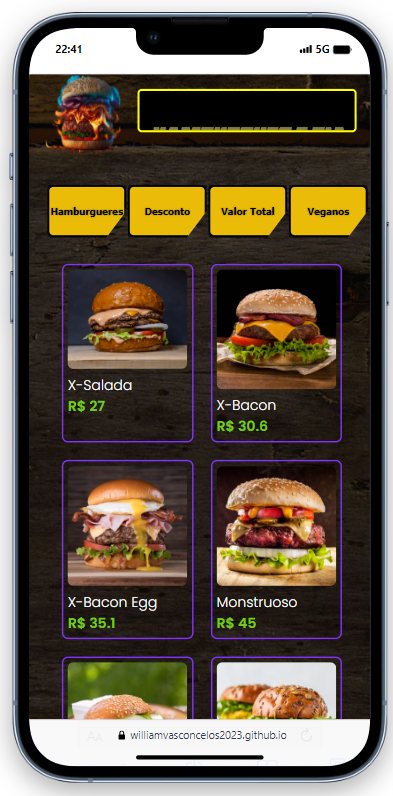 22:41
5G
Hamburgueres Desconto Valor Total Veganos
X-Salada
R$ 27
X-Bacon
R$ 30.6
X-Bacon Egg
R$ 35.1
Monstruoso
R$ 45
AA
williamvasconcelos2023.github.io